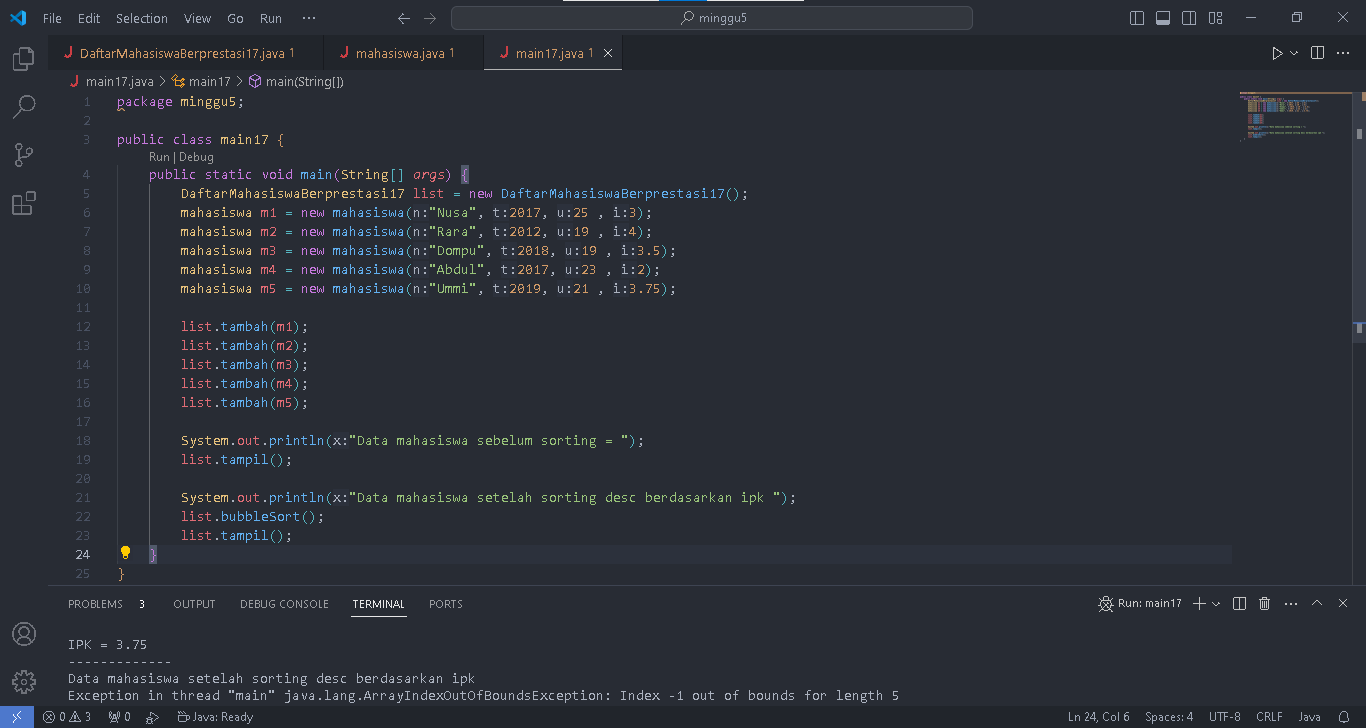 File Edit Selection View Go Run ··· minggu5
DaftarMahasiswaBerprestasi17.java 1 mahasiswa.java 1 main17.java 1
main17.java > main17 > main(String[])
1 package minggu5;
2
3 public class main17 {
Run | Debug
4 public static void main(String[] args) {
5 DaftarMahasiswaBerprestasi17 list = new DaftarMahasiswaBerprestasi17();
6 mahasiswa m1 = new mahasiswa(n:"Nusa", t:2017, u:25 , i:3);
7 mahasiswa m2 = new mahasiswa(n:"Rara", t:2012, u:19 , i:4);
8 mahasiswa m3 = new mahasiswa(n:"Dompu", t:2018, u:19 , i:3.5);
9 mahasiswa m4 = new mahasiswa(n:"Abdul", t:2017, u:23 , i:2);
10 mahasiswa m5 = new mahasiswa(n:"Ummi", t:2019, u:21 , i:3.75);
11
12 list.tambah(m1);
13 list.tambah(m2);
14 list.tambah(m3);
15 list.tambah(m4);
16 list.tambah(m5);
17
18 System.out.println(x:"Data mahasiswa sebelum sorting = ");
19 list.tampil();
20
21 System.out.println(x:"Data mahasiswa setelah sorting desc berdasarkan ipk ");
22 list.bubbleSort();
23 list.tampil();
24 }
25 }
PROBLEMS 3 OUTPUT DEBUG CONSOLE TERMINAL PORTS Run: main17
IPK = 3.75
-------------
Data mahasiswa setelah sorting desc berdasarkan ipk
Exception in thread "main" java.lang.ArrayIndexOutOfBoundsException: Index -1 out of bounds for length 5
0 3 0 Java: Ready Ln 24, Col 6 Spaces: 4 UTF-8 CRLF Java